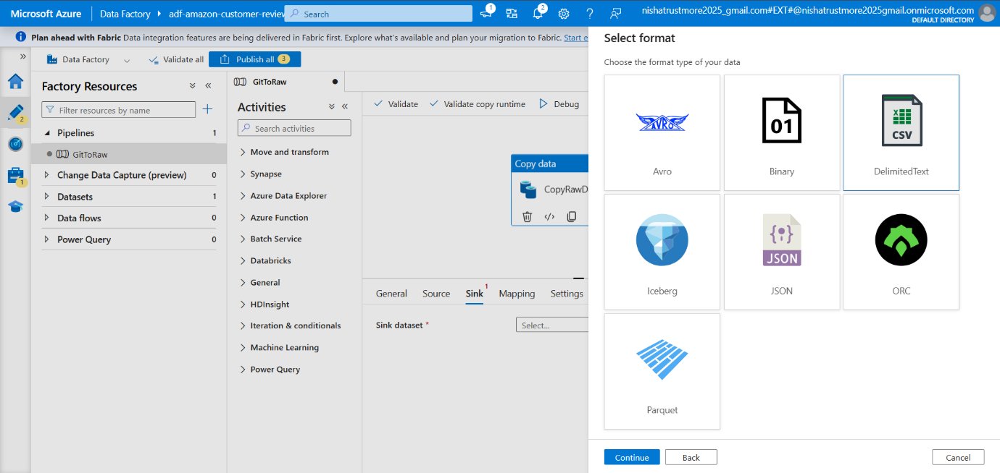 Microsoft Azure
Data Factory
adf-amazon-customer-review
Search
1
2
nishatrustmore2025_gmail.com#EXT#@nishatrustmore2025gmail.onmicrosoft.com
DEFAULT DIRECTORY
Plan ahead with Fabric Data integration features are being delivered in Fabric first. Explore what's available and plan your migration to Fabric. Start e
Data Factory
Validate all
Publish all 3
2
1
Factory Resources
Filter resources by name
Pipelines 1
GitToRaw
Change Data Capture (preview) 0
Datasets 1
Data flows 0
Power Query 0
GitToRaw
Activities
Search activities
Move and transform
Synapse
Azure Data Explorer
Azure Function
Batch Service
Databricks
General
HDInsight
Iteration & conditionals
Machine Learning
Power Query
Validate
Validate copy runtime
Debug
Copy data
CopyRawD
General
Source
Sink 1
Mapping
Settings
Sink dataset *
Select...
Select format
Choose the format type of your data
AVRO
Avro
01
Binary
CSV
DelimitedText
Iceberg
JSON
JSON
ORC
Parquet
Continue
Back
Cancel